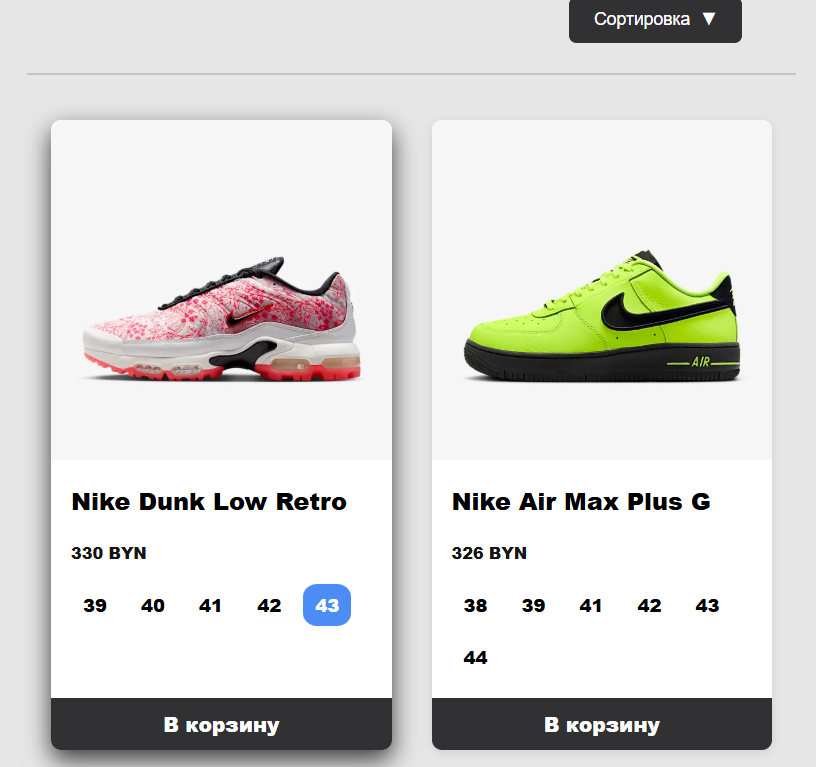 Сортировка ▼
Nike Dunk Low Retro
330 BYN
39 40 41 42 43
В корзину
AIR
Nike Air Max Plus G
326 BYN
38 39 41 42 43
44
В корзину